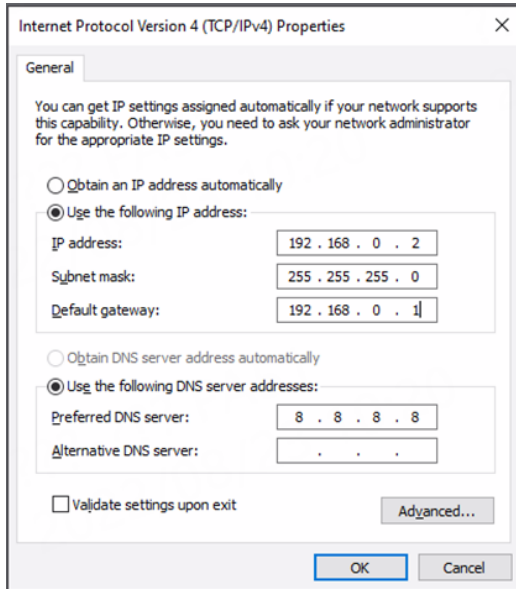 Internet Protocol Version 4 (TCP/IPv4) Properties
General
You can get IP settings assigned automatically if your network supports
this capability. Otherwise, you need to ask your network administrator
for the appropriate IP settings.
Obtain an IP address automatically
Use the following IP address:
IP address: 192 . 168 . 0 . 2
Subnet mask: 255 . 255 . 255 . 0
Default gateway: 192 . 168 . 0 . 1
Obtain DNS server address automatically
Use the following DNS server addresses:
Preferred DNS server: 8 . 8 . 8 . 8
Alternative DNS server: . . .
Validate settings upon exit
Advanced...
OK Cancel